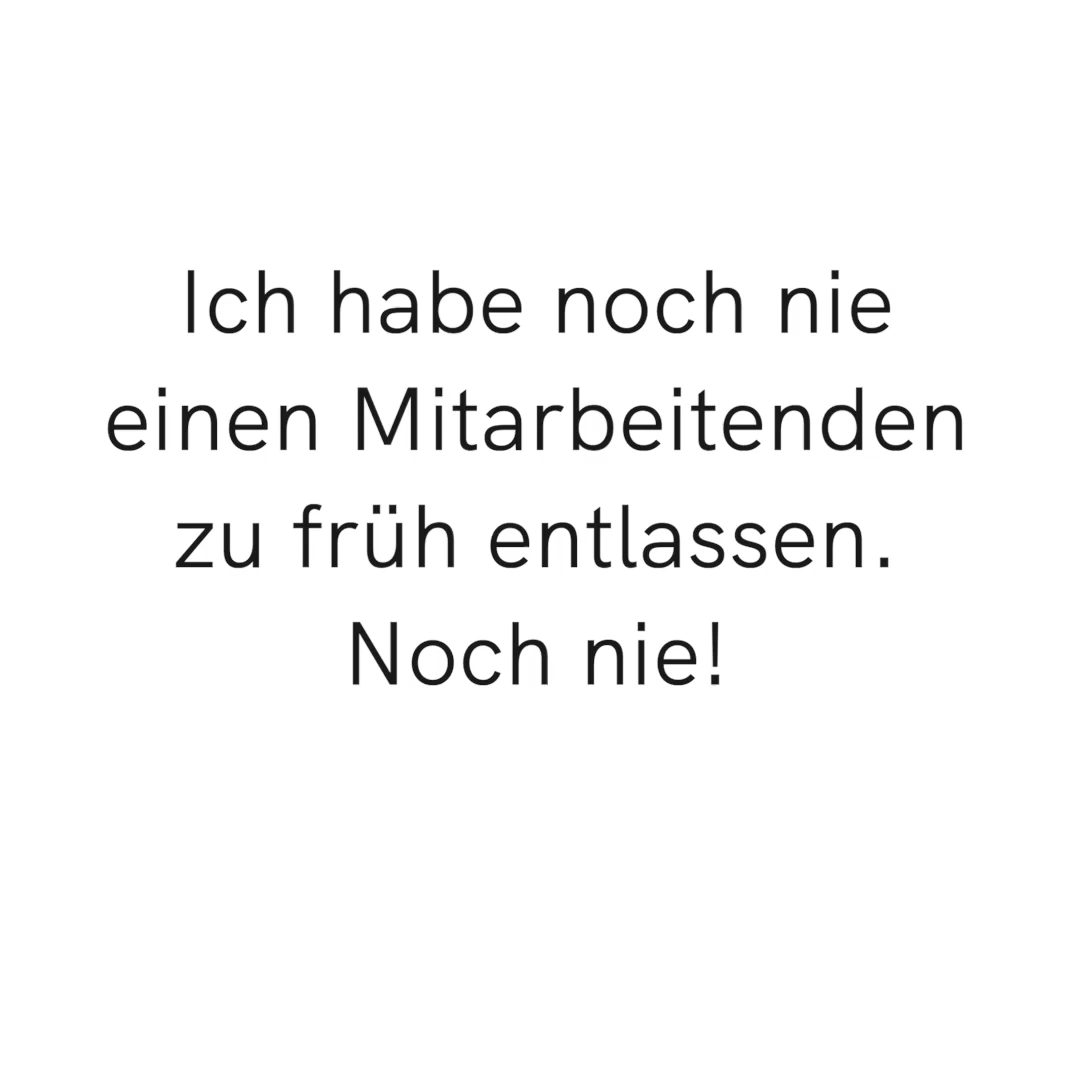 Ich habe noch nie
einen Mitarbeitenden
zu früh entlassen.
Noch nie!